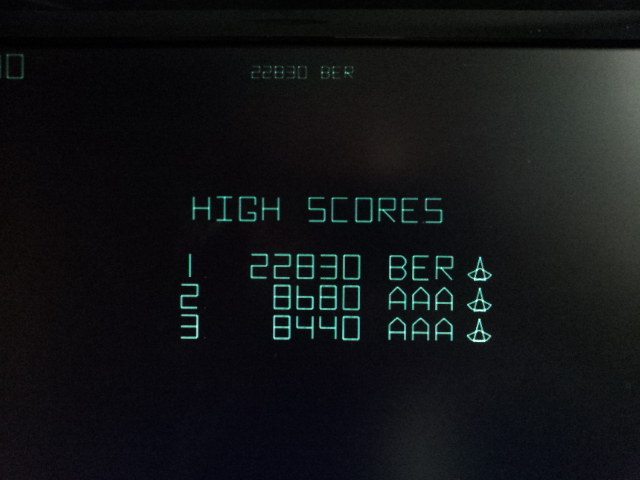 22830 BER
HIGH SCORES
1 22830 BER
2 8680 AAA
3 8440 AAA